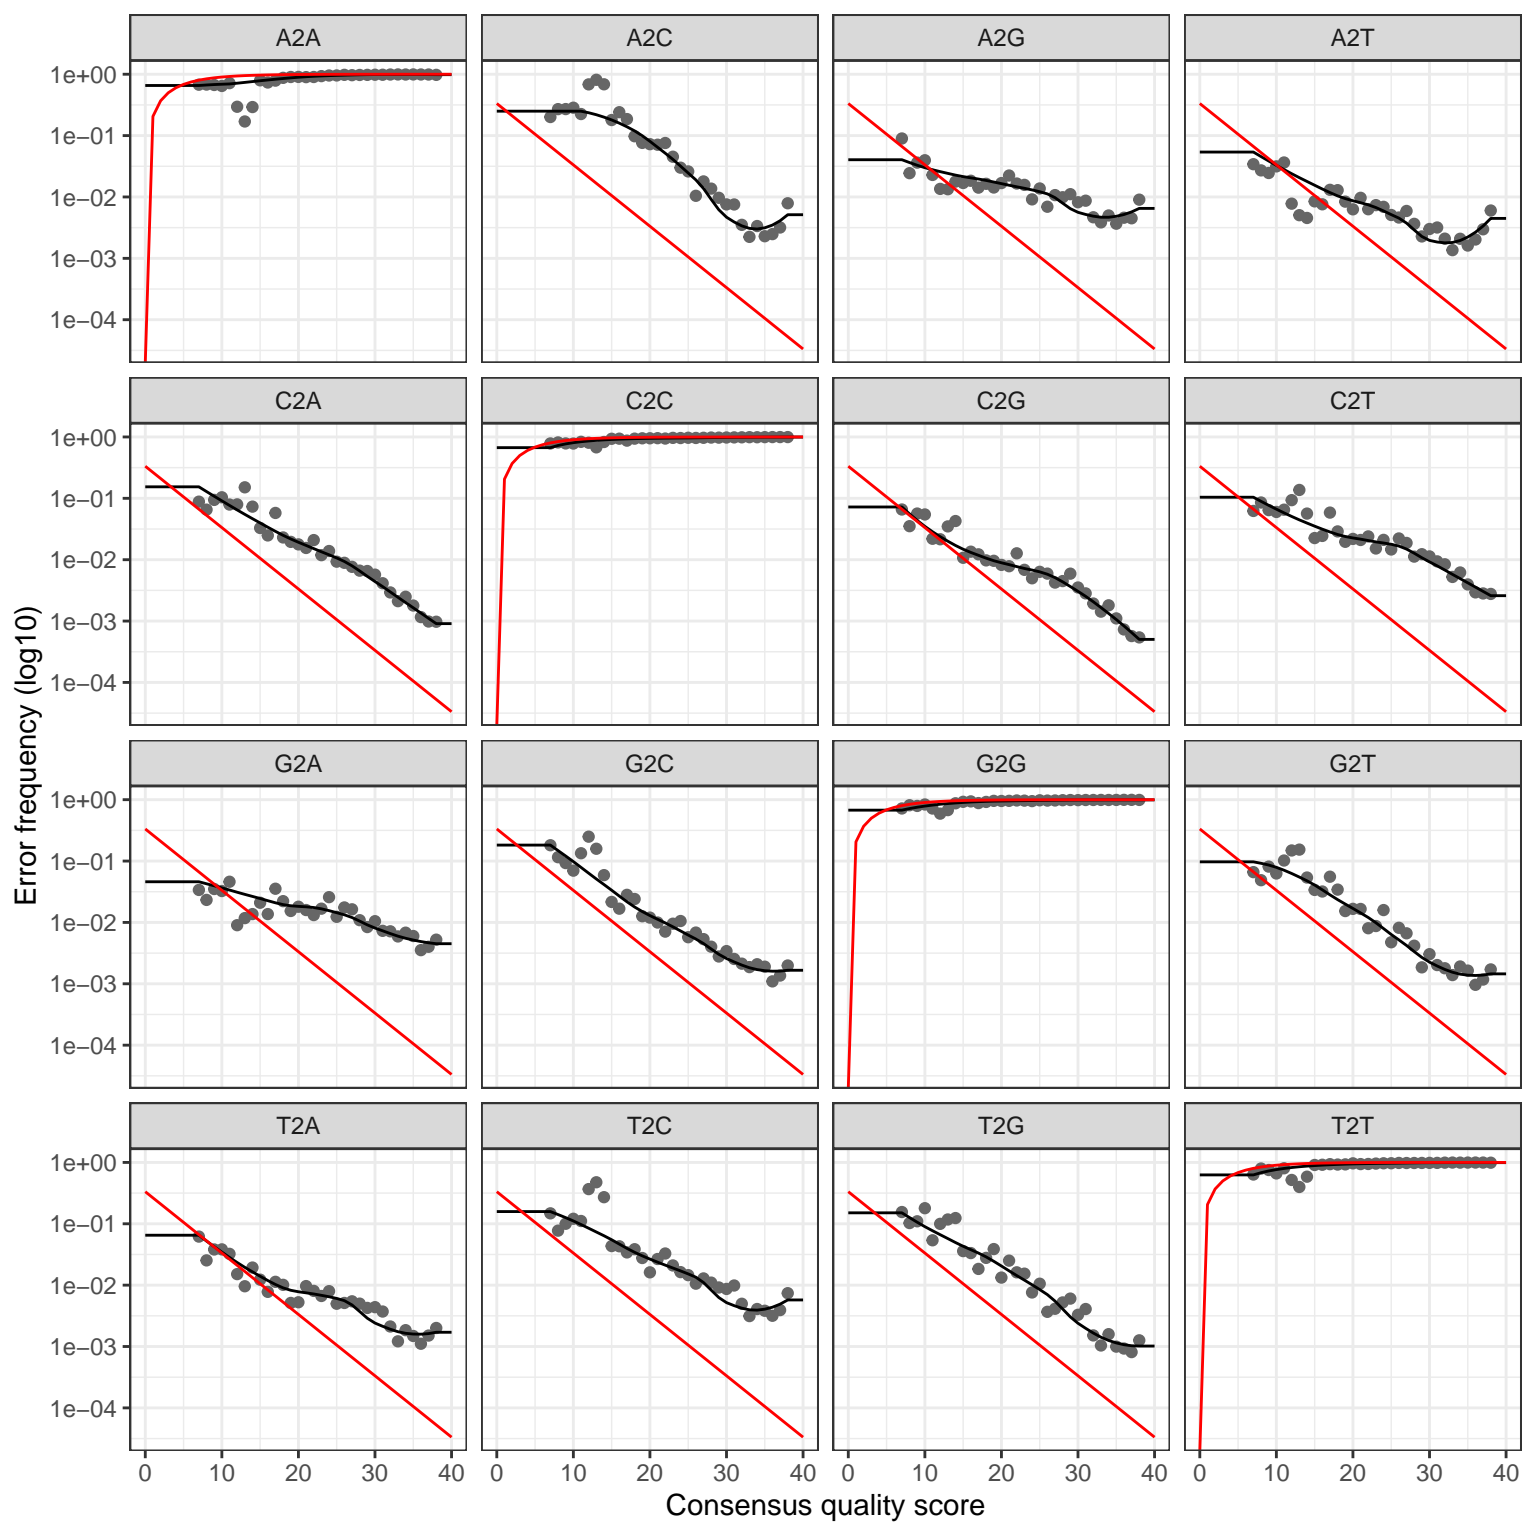 A2A A2C A2G A2T
1e+00
1e−01
1e−02
1e−03
1e−04
C2A C2C C2G C2T
1e+00
1e−01
1e−02
1e−03
1e−04
G2A G2C G2G G2T
1e+00
1e−01
1e−02
1e−03
1e−04
T2A T2C T2G T2T
1e+00
1e−01
1e−02
1e−03
1e−04
0 10 20 30 40 0 10 20 30 40 0 10 20 30 40 0 10 20 30 40
Consensus quality score
Error frequency (log10)